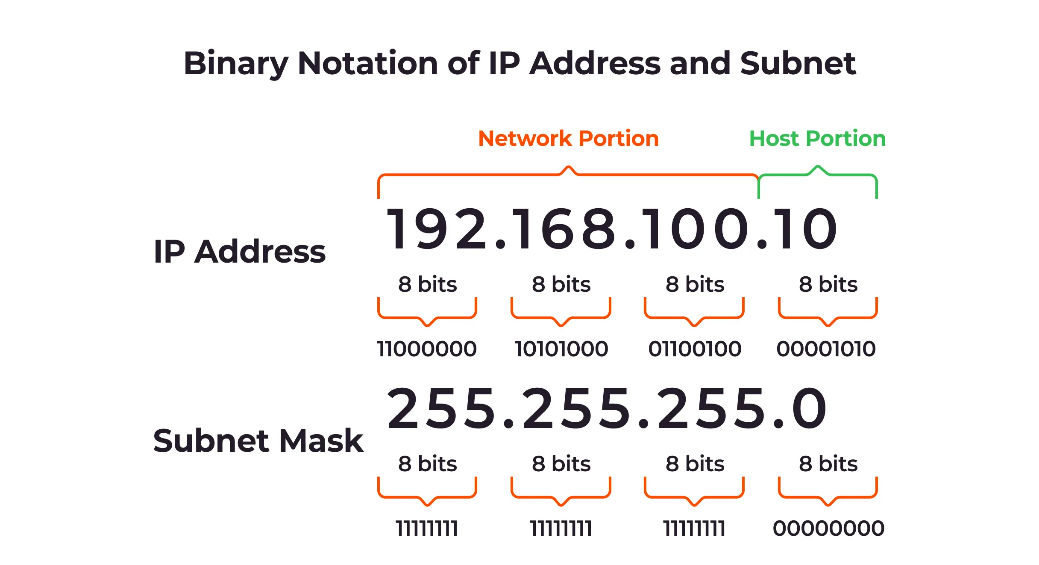 Binary Notation of IP Address and Subnet
Network Portion Host Portion
IP Address 192.168.100.10
8 bits 8 bits 8 bits 8 bits
11000000 10101000 01100100 00001010
Subnet Mask 255.255.255.0
8 bits 8 bits 8 bits 8 bits
11111111 11111111 11111111 00000000